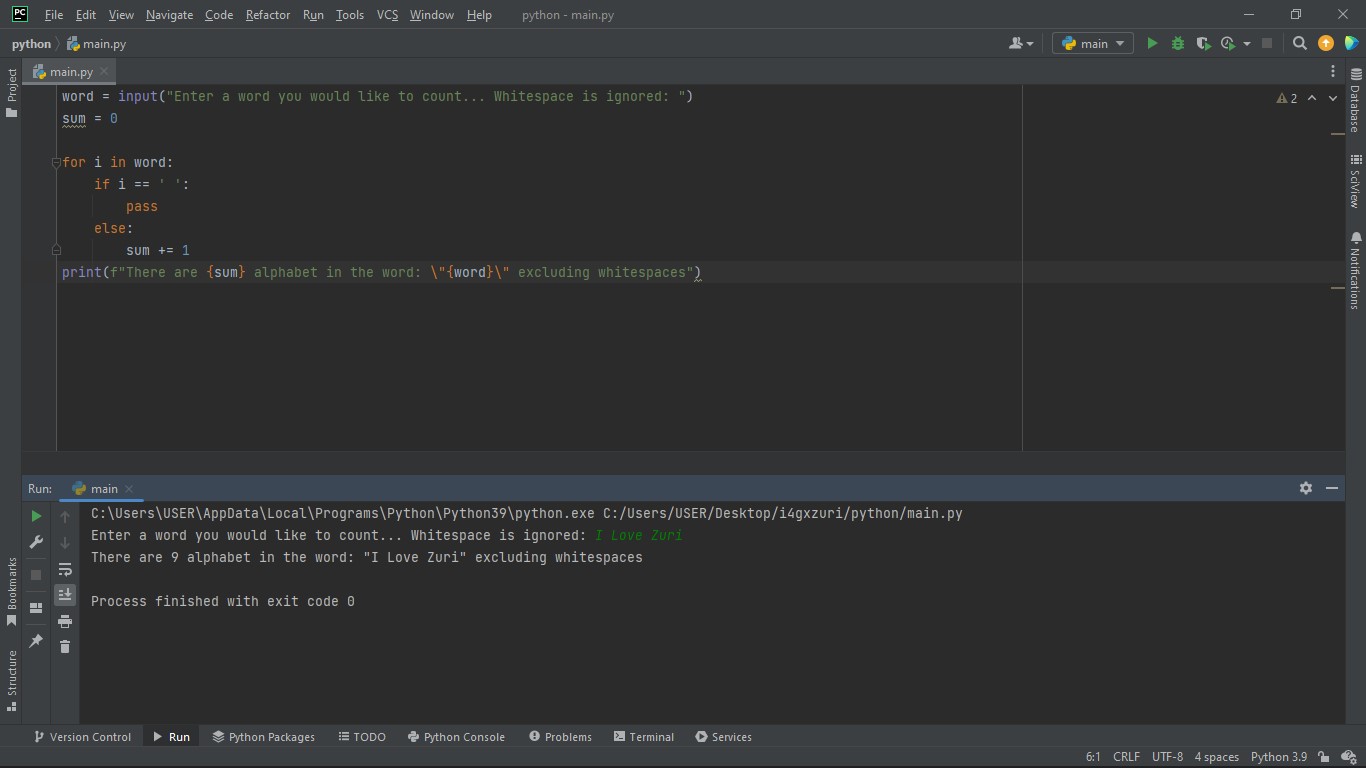 PC File Edit View Navigate Code Refactor Run Tools VCS Window Help python - main.py
python main.py main
Project main.py
word = input("Enter a word you would like to count... Whitespace is ignored: ")
sum = 0
for i in word:
    if i == ' ':
        pass
    else:
        sum += 1
print(f"There are {sum} alphabet in the word: \"{word}\" excluding whitespaces")
2
Database
SciView
Notifications
Run: main
C:\Users\USER\AppData\Local\Programs\Python\Python39\python.exe C:/Users/USER/Desktop/i4gxzuri/python/main.py
Enter a word you would like to count... Whitespace is ignored: I Love Zuri
There are 9 alphabet in the word: "I Love Zuri" excluding whitespaces
Process finished with exit code 0
Bookmarks
Structure
Version Control Run Python Packages TODO Python Console Problems Terminal Services
6:1 CRLF UTF-8 4 spaces Python 3.9